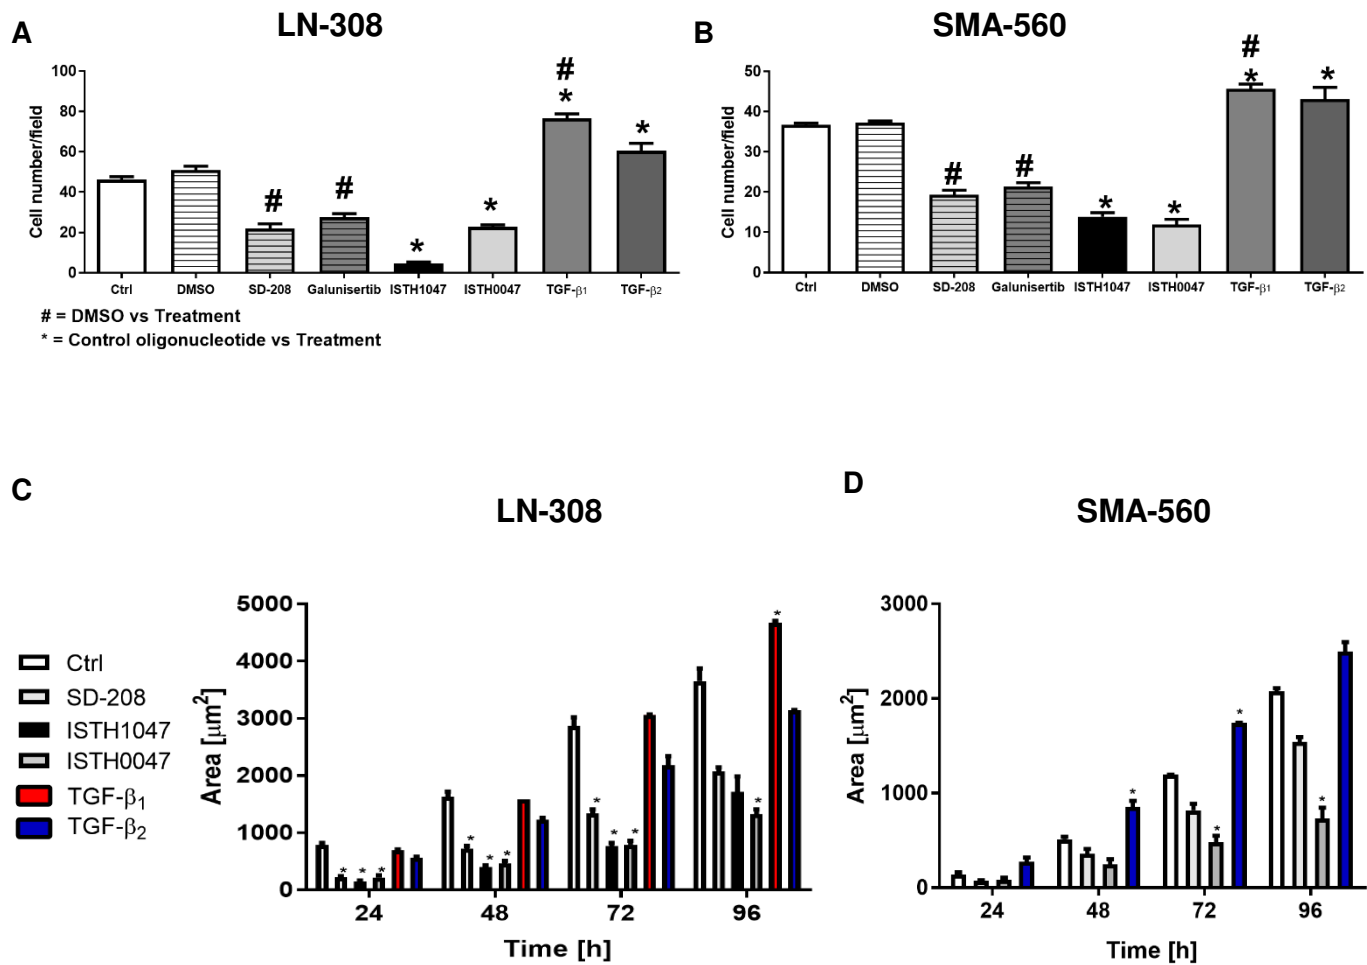 A
LN-308
B
SMA-560
Cell number/field
100
80
60
40
20
0
#
#
*
*
#
*
*
Ctrl
DMSO
SD-208
Galunisertib
ISTH1047
ISTH0047
TGF-β1
TGF-β2
Cell number/field
50
40
30
20
10
0
#
#
*
*
#
*
*
Ctrl
DMSO
SD-208
Galunisertib
ISTH1047
ISTH0047
TGF-β1
TGF-β2
# = DMSO vs Treatment
* = Control oligonucleotide vs Treatment
C
LN-308
D
SMA-560
Ctrl
SD-208
ISTH1047
ISTH0047
TGF-β1
TGF-β2
Area [μm2]
5000
4000
3000
2000
1000
0
* * *
* * *
* * *
* *
24
48
72
96
Time [h]
Area [μm2]
3000
2000
1000
0
*
* *
*
24
48
72
96
Time [h]